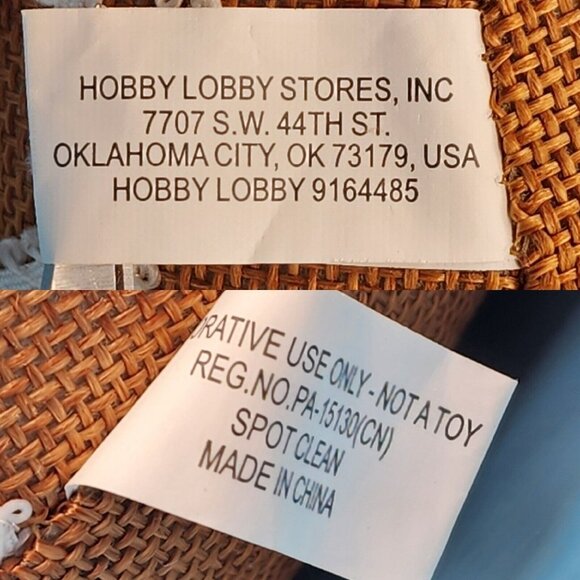 HOBBY LOBBY STORES, INC
7707 S.W. 44TH ST.
OKLAHOMA CITY, OK 73179, USA
HOBBY LOBBY 9164485
USE ONLY - NOT A TOY
REG.NO.PA-15130(CN)
SPOT CLEAN
MADE IN CHINA